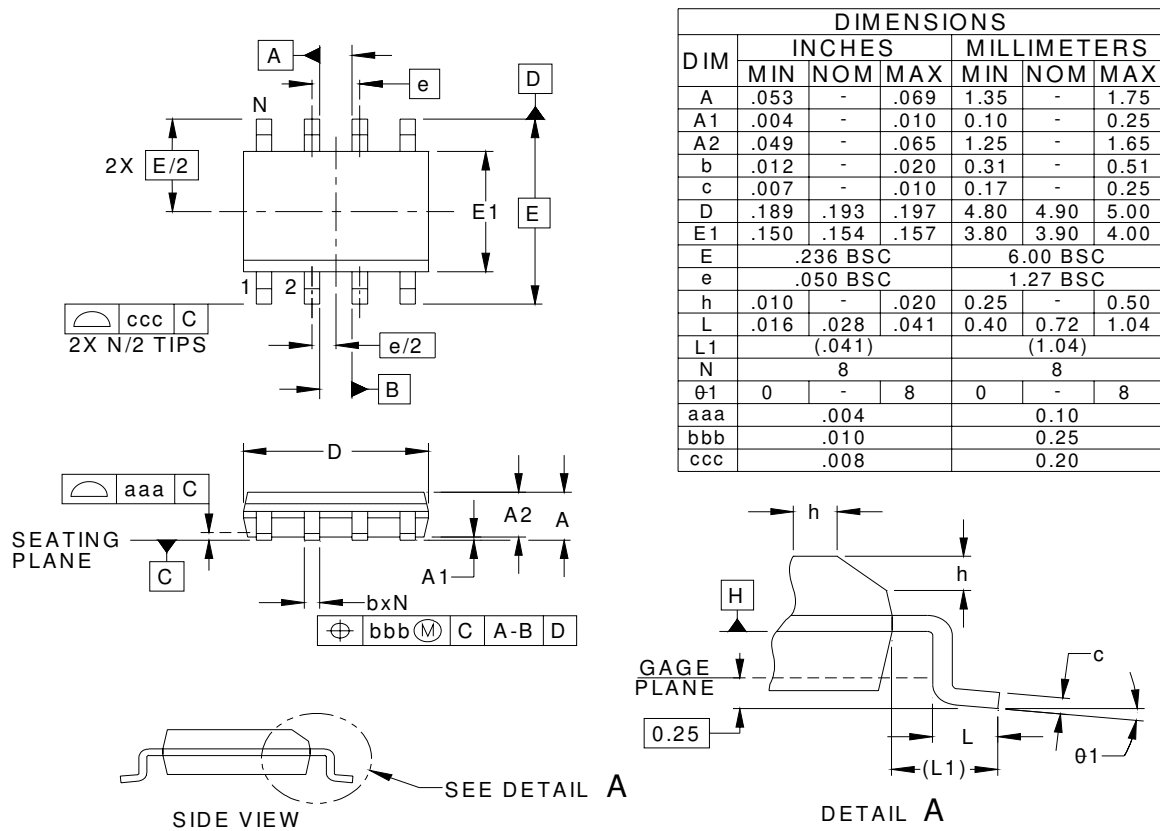 A
e
D
N
2X E/2
E1
E
1 2
ccc C
2X N/2 TIPS
e/2
B
D
aaa C
A2
A
SEATING
PLANE
C
A1
bxN
bbb M C A-B D
SEE DETAIL A
SIDE VIEW
DIMENSIONS
DIM INCHES MILLIMETERS
MIN NOM MAX MIN NOM MAX
A .053 - .069 1.35 - 1.75
A1 .004 - .010 0.10 - 0.25
A2 .049 - .065 1.25 - 1.65
b .012 - .020 0.31 - 0.51
c .007 - .010 0.17 - 0.25
D .189 .193 .197 4.80 4.90 5.00
E1 .150 .154 .157 3.80 3.90 4.00
E .236 BSC 6.00 BSC
e .050 BSC 1.27 BSC
h .010 - .020 0.25 - 0.50
L .016 .028 .041 0.40 0.72 1.04
L1 (.041) (1.04)
N 8 8
θ1 0 - 8 0 - 8
aaa .004 0.10
bbb .010 0.25
ccc .008 0.20
h
h
H
GAGE
PLANE
c
0.25
L
(L1)
θ1
DETAIL A